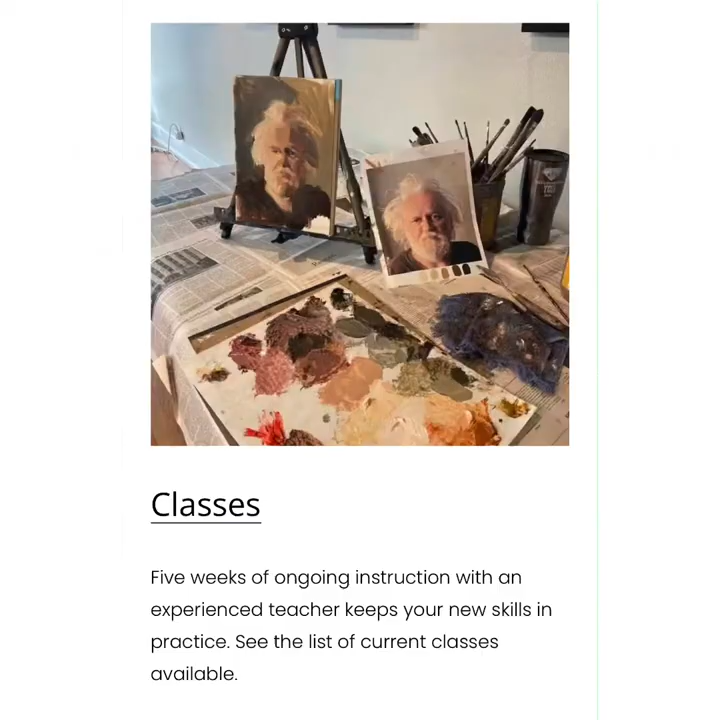 Classes
Five weeks of ongoing instruction with an
experienced teacher keeps your new skills in
practice. See the list of current classes
available.